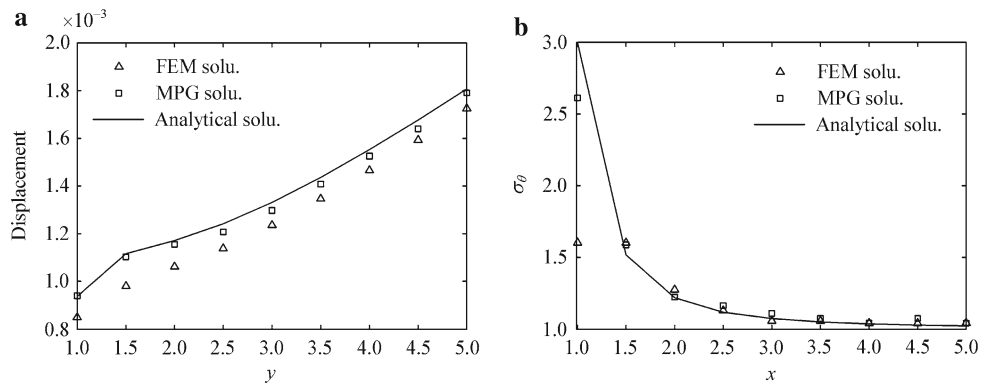 a
×10⁻³
2.0
1.8
1.6
1.4
1.2
1.0
0.8
Displacement
FEM solu.
MPG solu.
Analytical solu.
1.0 1.5 2.0 2.5 3.0 3.5 4.0 4.5 5.0
y
b
3.0
2.5
2.0
1.5
1.0
σθ
FEM solu.
MPG solu.
Analytical solu.
1.0 1.5 2.0 2.5 3.0 3.5 4.0 4.5 5.0
x